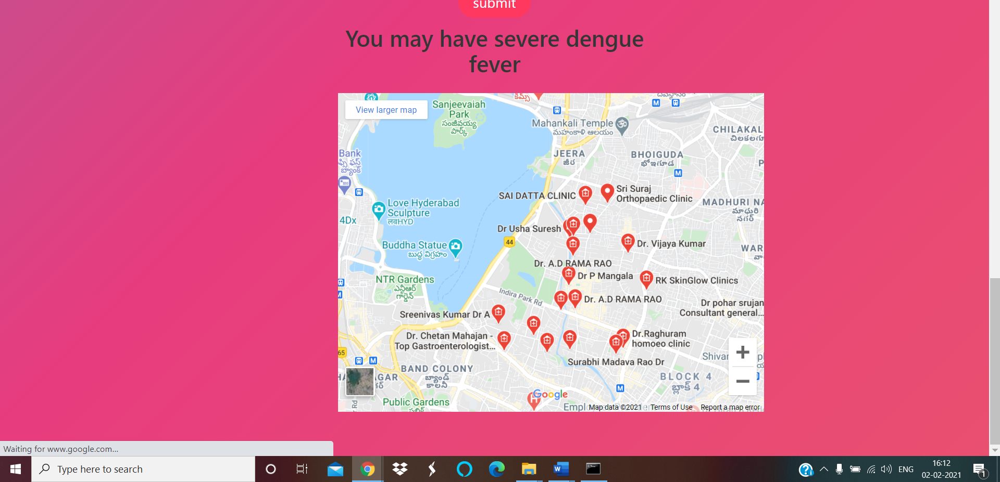 submit
You may have severe dengue
fever
View larger map
Sanjeevaiah
Park
సంజీవయ్య
పార్క్
కిమ్స్
M
Mahankali Temple
మహంకాళి ఆలయం
CHILAKAL
JEERA
జీర
BHOIGUDA
భోఇగూడ
M
Bank
బ్యాంక్
SAI DATTA CLINIC
Sri Suraj
Orthopaedic Clinic
MADHURI NA
మాధురి
నగర్
Love Hyderabad
Sculpture
लवHYD
4Dx
Dr Usha Suresh
44
Dr. Vijaya Kumar
WAR
Buddha Statue
బుద్ధ విగ్రహం
Dr. A.D RAMA RAO
Dr P Mangala
RK SkinGlow Clinics
NTR Gardens
ఎన్టీఆర్
గార్డెన్
Indira Park Rd
Dr. A.D RAMA RAO
Dr pohar srujan
Consultant general...
Sreenivas Kumar Dr A
Dr. Chetan Mahajan -
Top Gastroenterologist...
Dr.Raghuram
homoeo clinic
65
M
Surabhi Madava Rao Dr
BAND COLONY
బ్యాండ్
కాలనీ
AGAR
BLOCK 4
బ్లాక్ 4
M
Public Gardens
Rd
Google
Map data ©2021
Terms of Use
Report a map error
Waiting for www.google.com...
Type here to search
ENG
16:12
02-02-2021
1